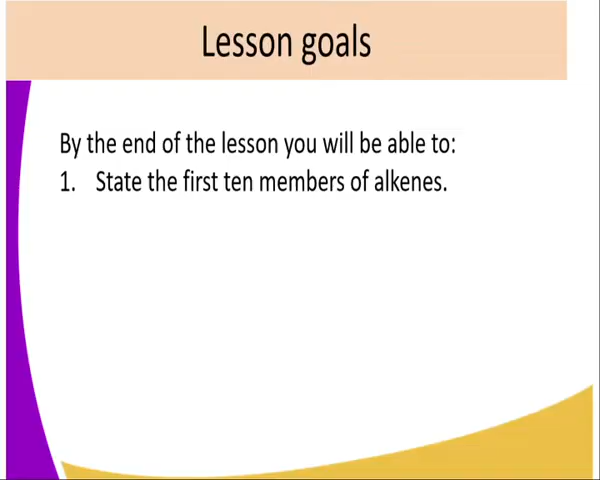 Lesson goals
By the end of the lesson you will be able to:
1. State the first ten members of alkenes.